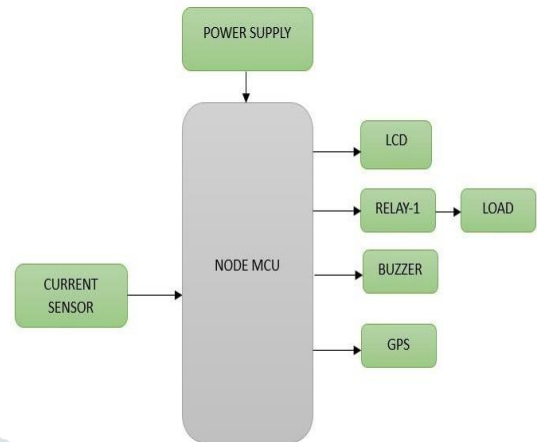 POWER SUPPLY
LCD
RELAY-1
LOAD
NODE MCU
BUZZER
CURRENT
SENSOR
GPS